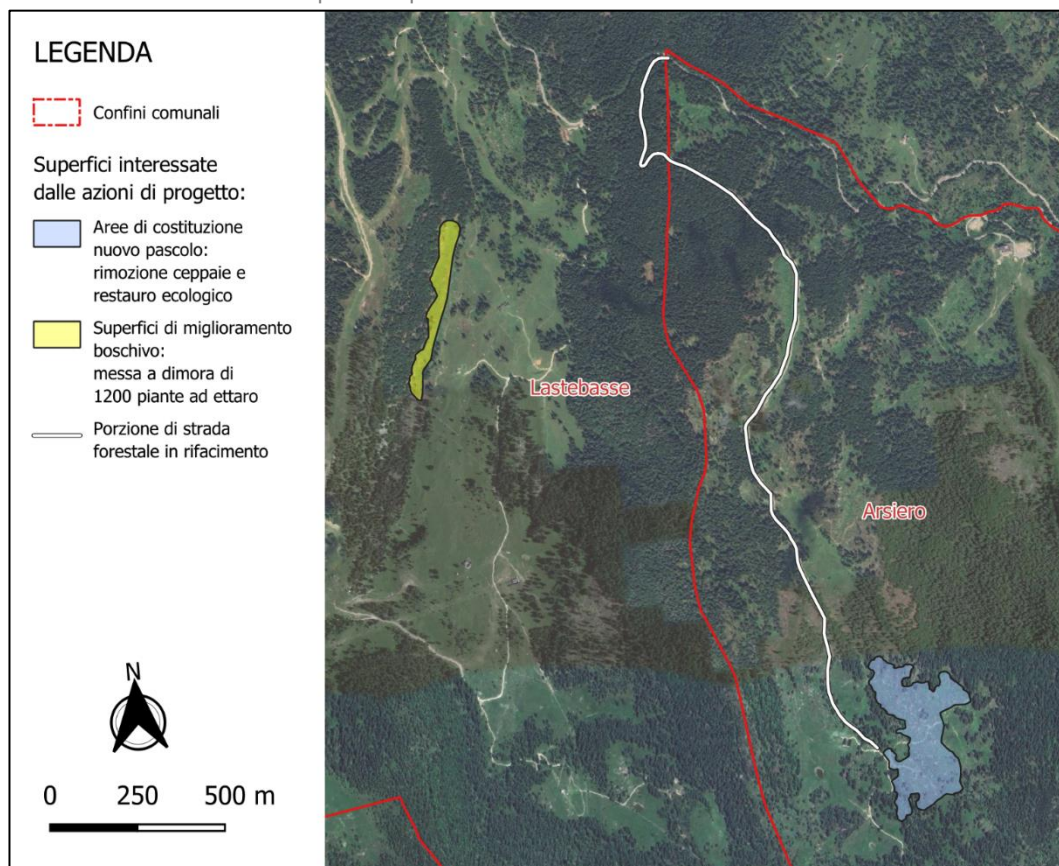 LEGENDA
Confini comunali
Superfici interessate
dalle azioni di progetto:
Aree di costituzione
nuovo pascolo:
rimozione ceppaie e
restauro ecologico
Superfici di miglioramento
boschivo:
messa a dimora di
1200 piante ad ettaro
Porzione di strada
forestale in rifacimento
N
0 250 500 m
Lastebasse
Arsiero